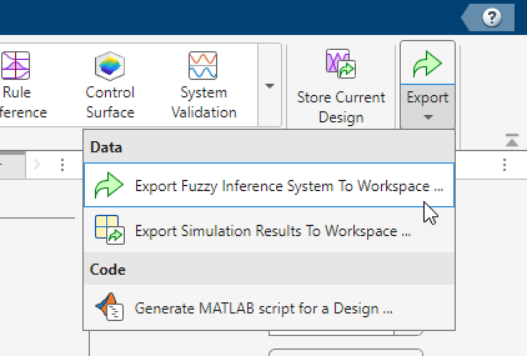 ?
Rule
Control
System
Store Current
Export
Surface
Validation
Design
Data
Export Fuzzy Inference System To Workspace ...
Export Simulation Results To Workspace ...
Code
Generate MATLAB script for a Design ...